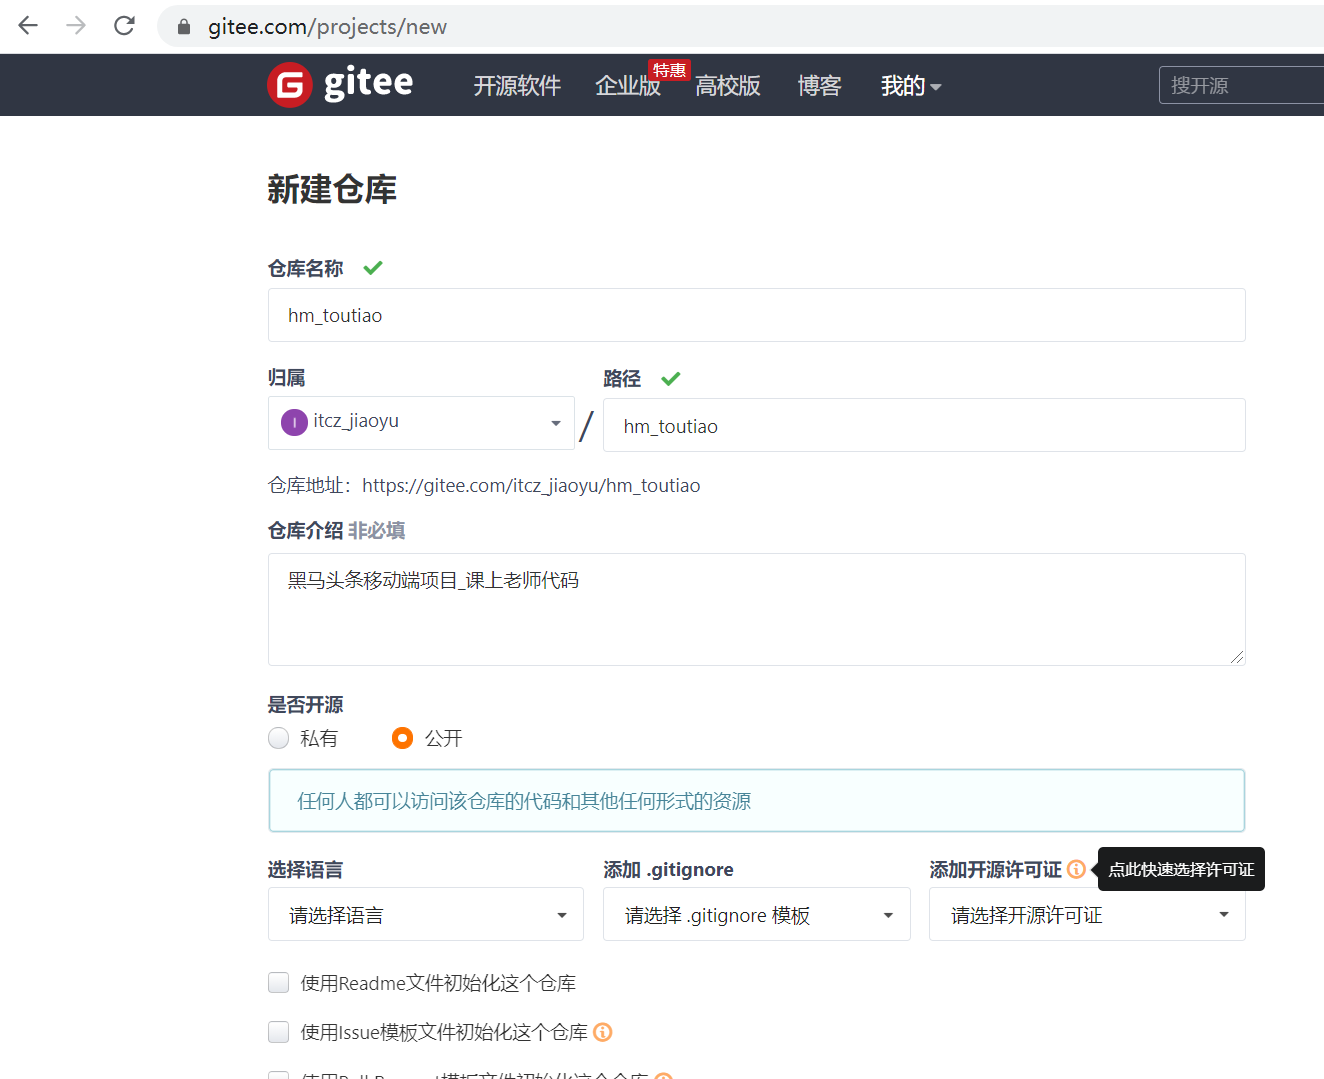 gitee.com/projects/new
gitee 开源软件 企业版 特惠 高校版 博客 我的 搜开源
新建仓库
仓库名称
hm_toutiao
归属 路径
I itcz_jiaoyu / hm_toutiao
仓库地址：https://gitee.com/itcz_jiaoyu/hm_toutiao
仓库介绍 非必填
黑马头条移动端项目_课上老师代码
是否开源
私有 公开
任何人都可以访问该仓库的代码和其他任何形式的资源
选择语言 添加 .gitignore 添加开源许可证 点此快速选择许可证
请选择语言 请选择 .gitignore 模板 请选择开源许可证
使用Readme文件初始化这个仓库
使用Issue模板文件初始化这个仓库